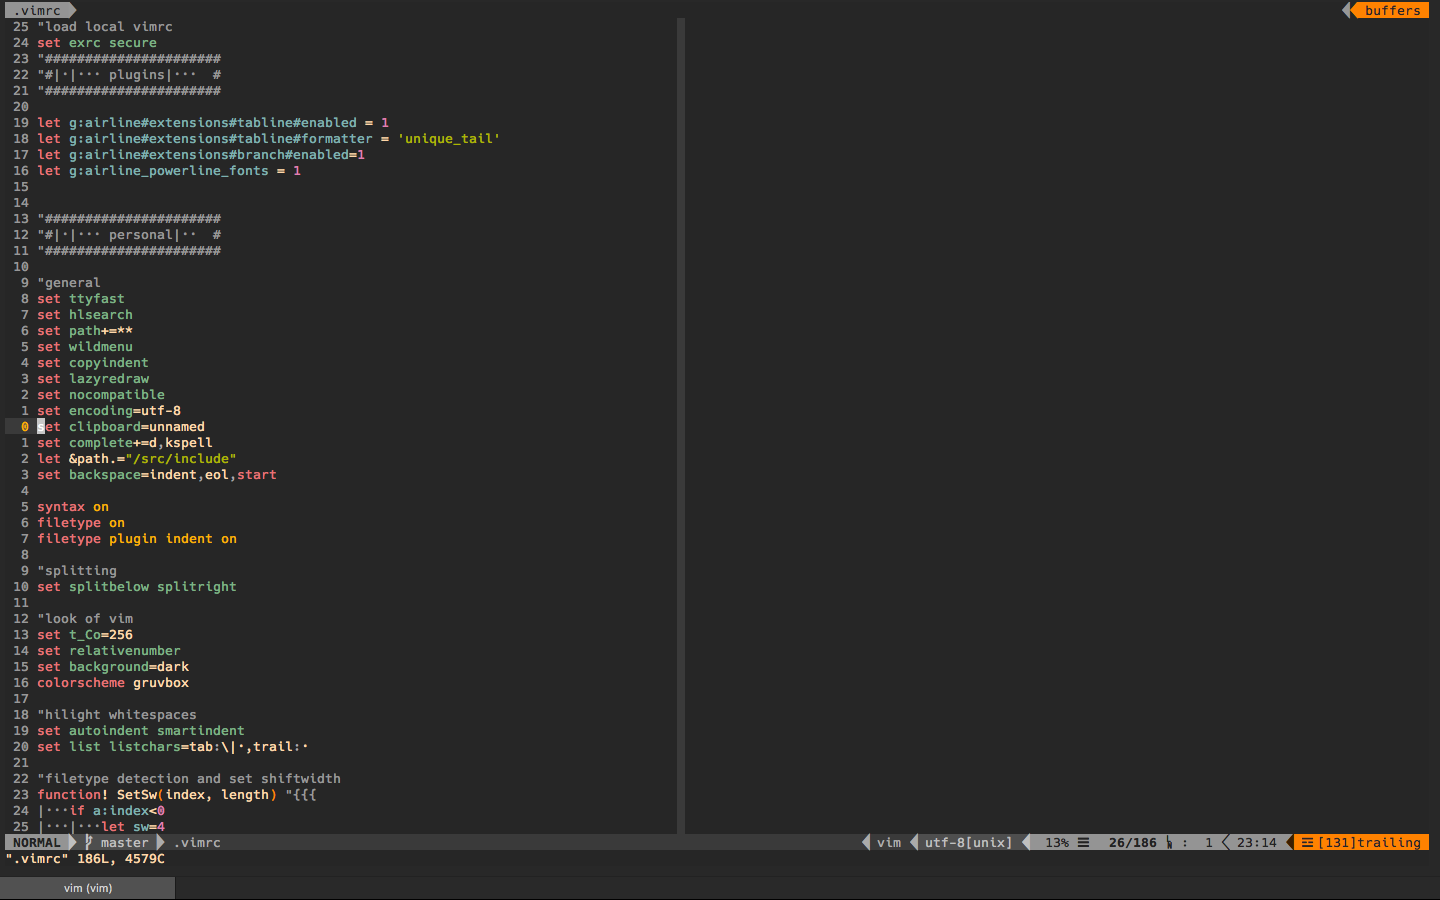 .vimrc buffers
25 "load local vimrc
24 set exrc secure
23 "######################
22 "#|·|··· plugins|···  #
21 "######################
20
19 let g:airline#extensions#tabline#enabled = 1
18 let g:airline#extensions#tabline#formatter = 'unique_tail'
17 let g:airline#extensions#branch#enabled=1
16 let g:airline_powerline_fonts = 1
15
14
13 "######################
12 "#|·|··· personal|··  #
11 "######################
10
9 "general
8 set ttyfast
7 set hlsearch
6 set path+=**
5 set wildmenu
4 set copyindent
3 set lazyredraw
2 set nocompatible
1 set encoding=utf-8
0 set clipboard=unnamed
1 set complete+=d,kspell
2 let &path.="/src/include"
3 set backspace=indent,eol,start
4
5 syntax on
6 filetype on
7 filetype plugin indent on
8
9 "splitting
10 set splitbelow splitright
11
12 "look of vim
13 set t_Co=256
14 set relativenumber
15 set background=dark
16 colorscheme gruvbox
17
18 "hilight whitespaces
19 set autoindent smartindent
20 set list listchars=tab:\|·,trail:·
21
22 "filetype detection and set shiftwidth
23 function! SetSw(index, length) "{{{
24 |···if a:index<0
25 |···|···let sw=4
NORMAL master .vimrc vim utf-8[unix] 13% ☰ 26/186 : 1 23:14 [131]trailing
".vimrc" 186L, 4579C
vim (vim)